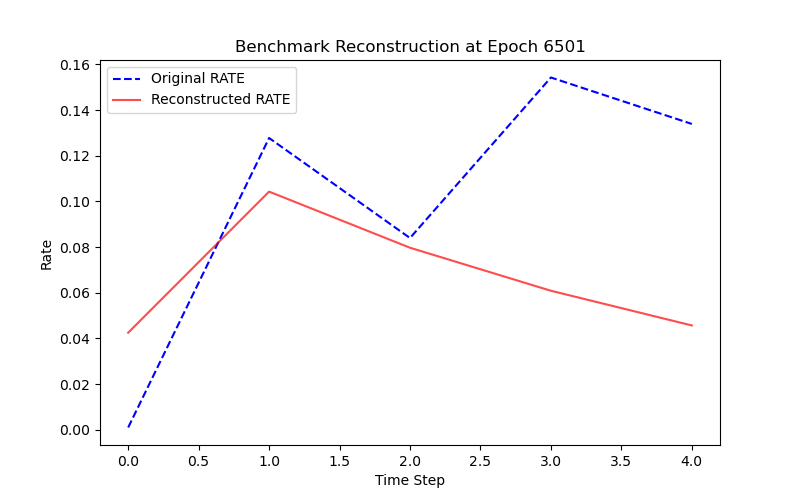 Benchmark Reconstruction at Epoch 6501
Original RATE
Reconstructed RATE
0.16
0.14
0.12
0.10
0.08
0.06
0.04
0.02
0.00
Rate
0.0 0.5 1.0 1.5 2.0 2.5 3.0 3.5 4.0
Time Step